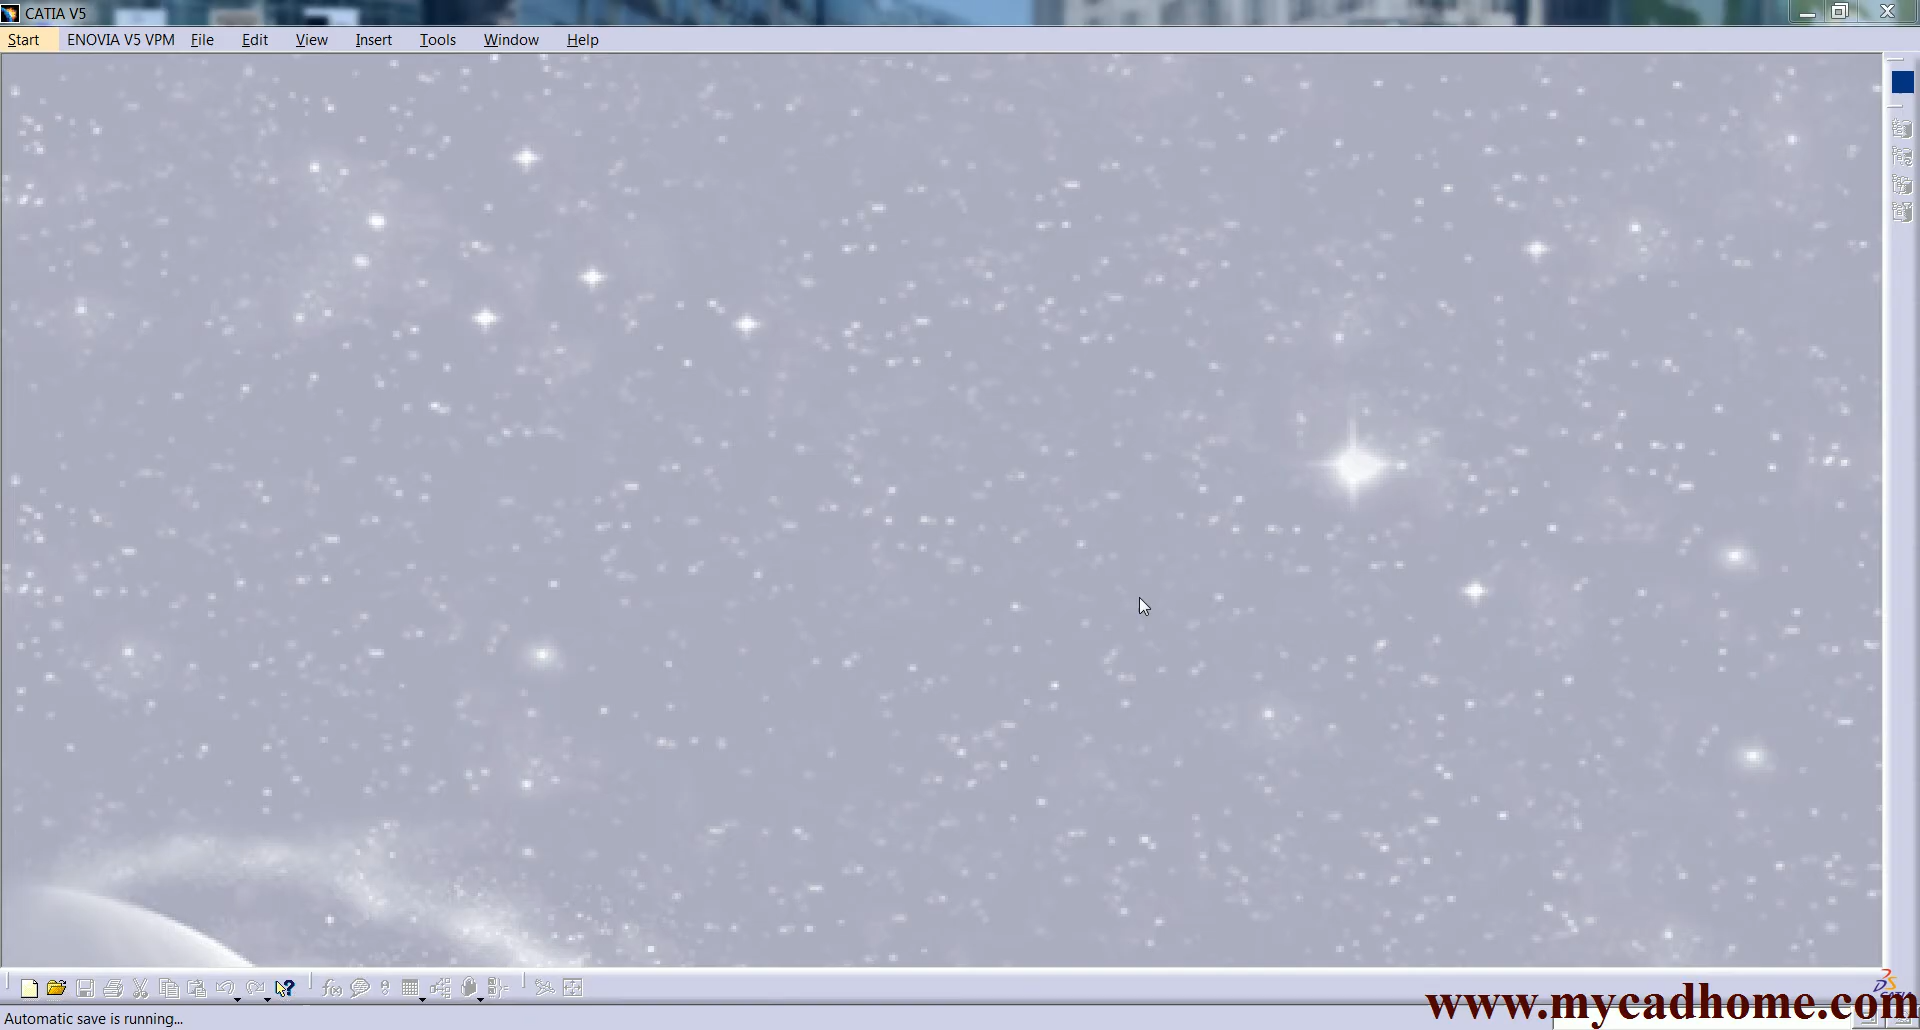 CATIA V5
Start ENOVIA V5 VPM File Edit View Insert Tools Window Help
Automatic save is running...
www.mycadhome.com